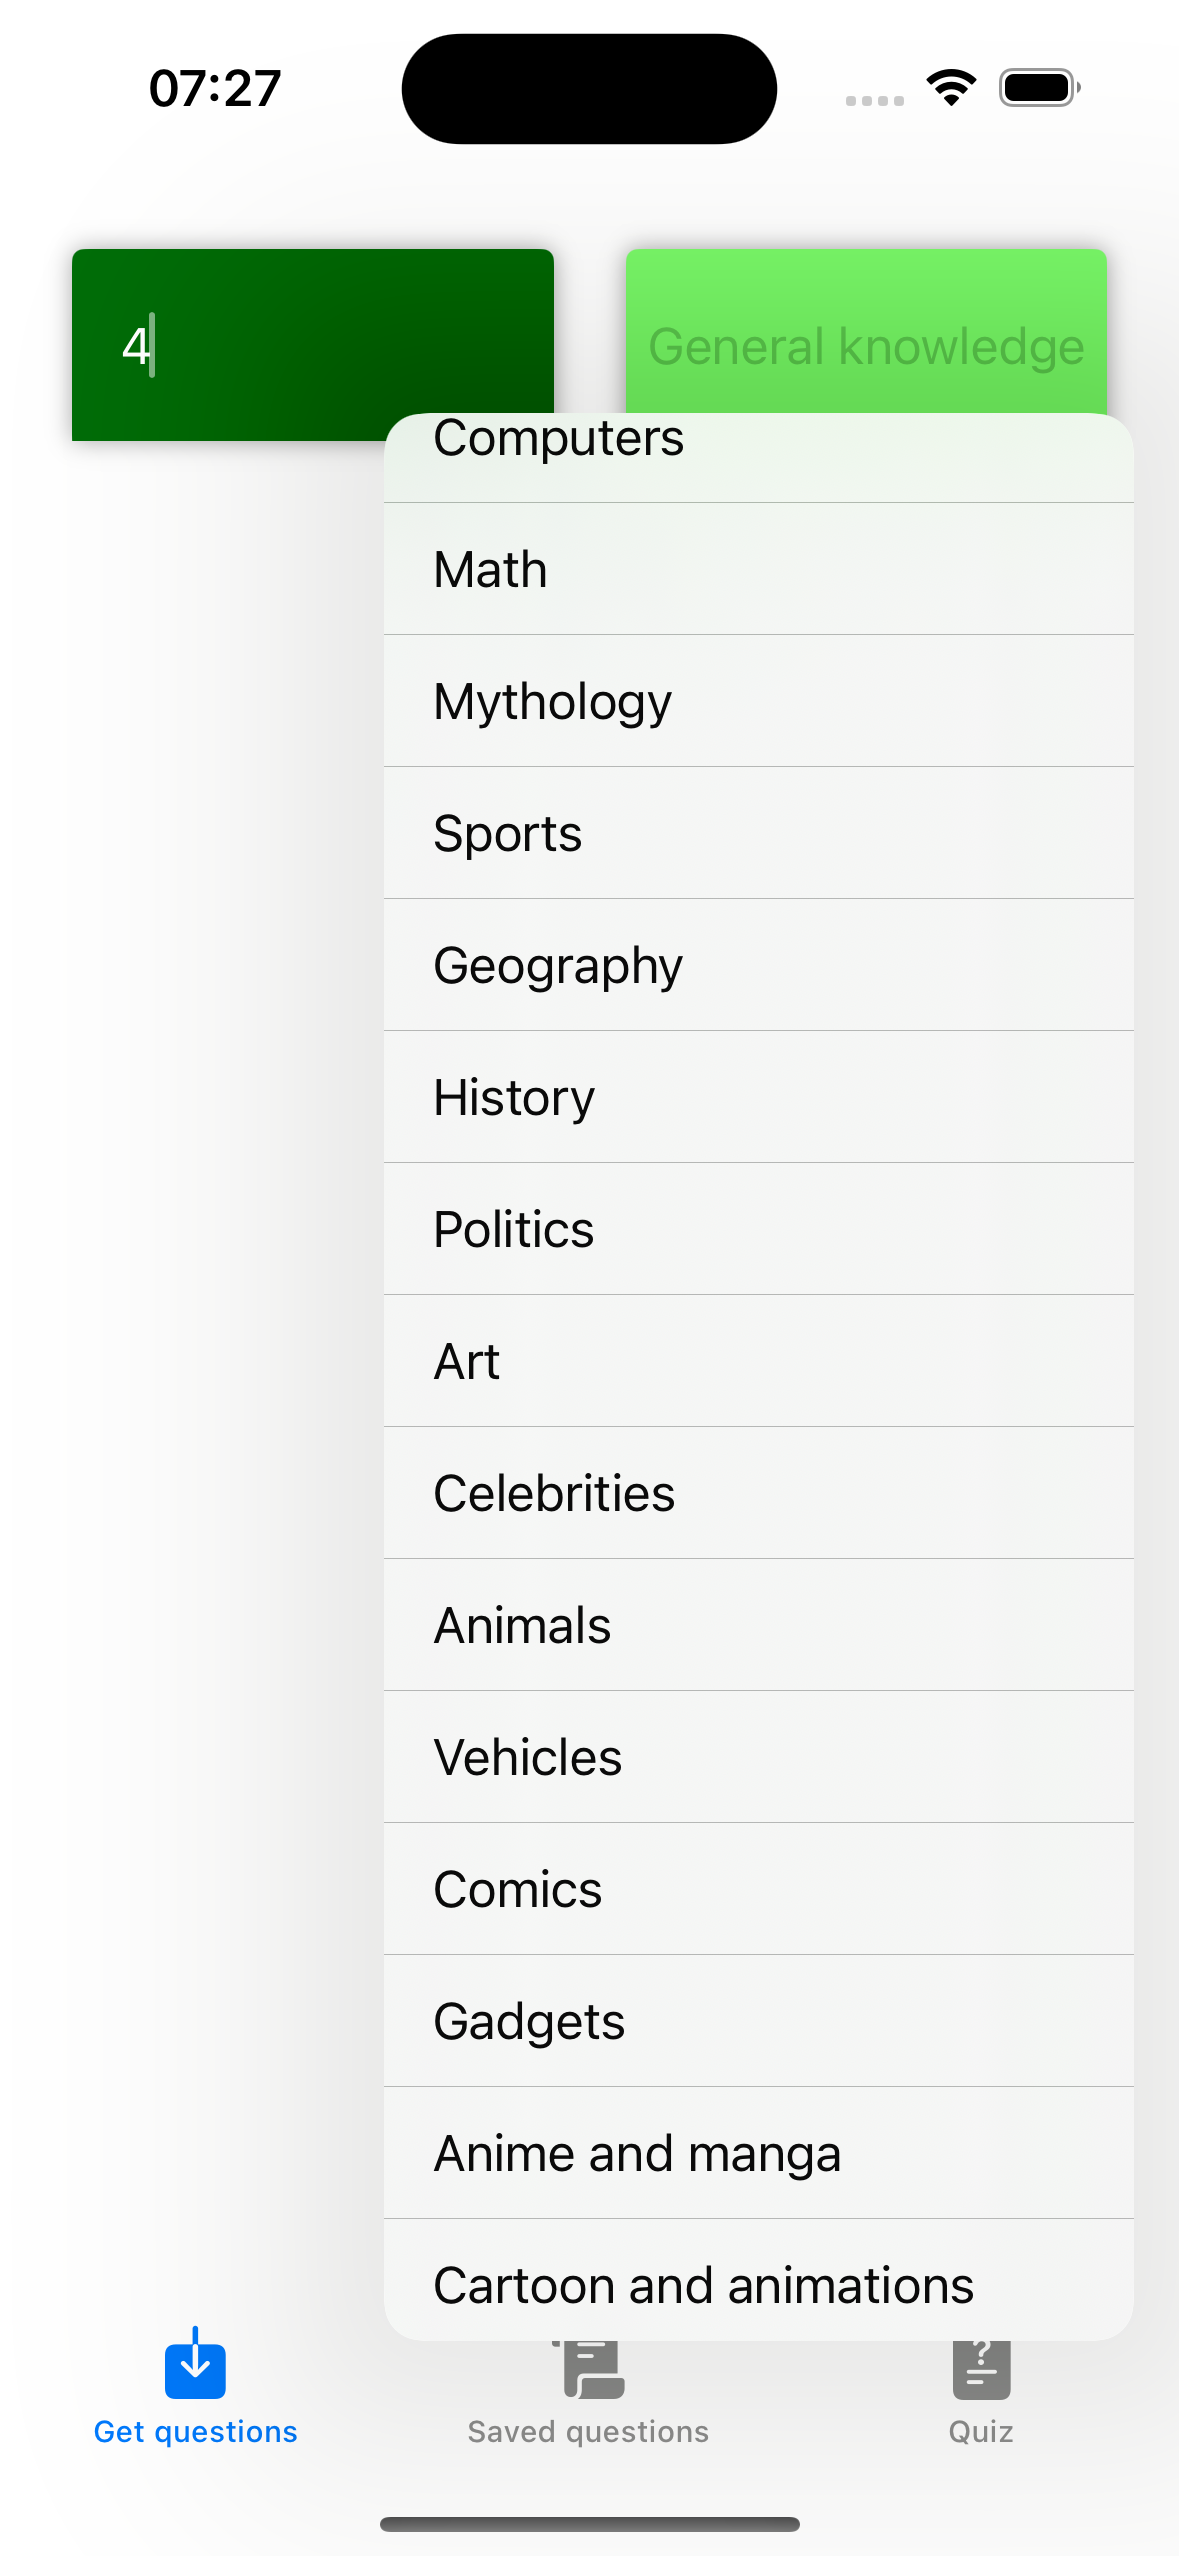 07:27
4
General knowledge
Computers
Math
Mythology
Sports
Geography
History
Politics
Art
Celebrities
Animals
Vehicles
Comics
Gadgets
Anime and manga
Cartoon and animations
Get questions
Saved questions
Quiz